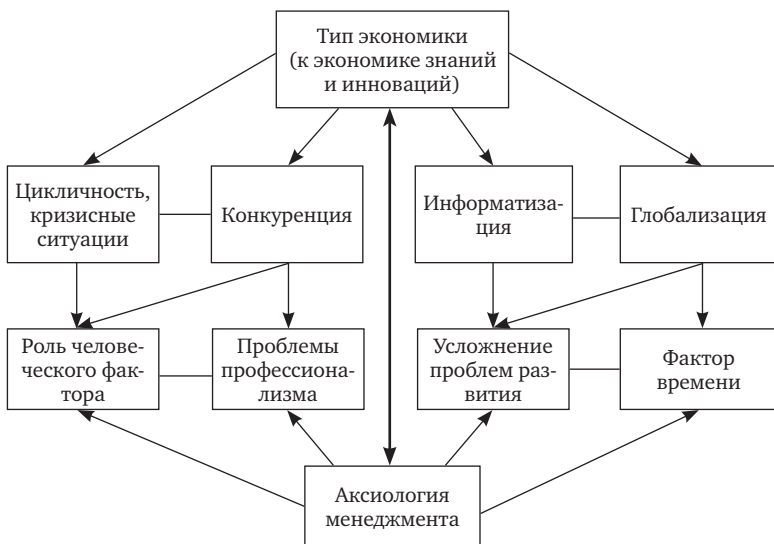 Тип экономики
(к экономике знаний
и инноваций)
Цикличность,
кризисные
ситуации
Конкуренция
Информатиза-
ция
Глобализация
Роль челове-
ческого фак-
тора
Проблемы
профессиона-
лизма
Усложнение
проблем раз-
вития
Фактор
времени
Аксиология
менеджмента